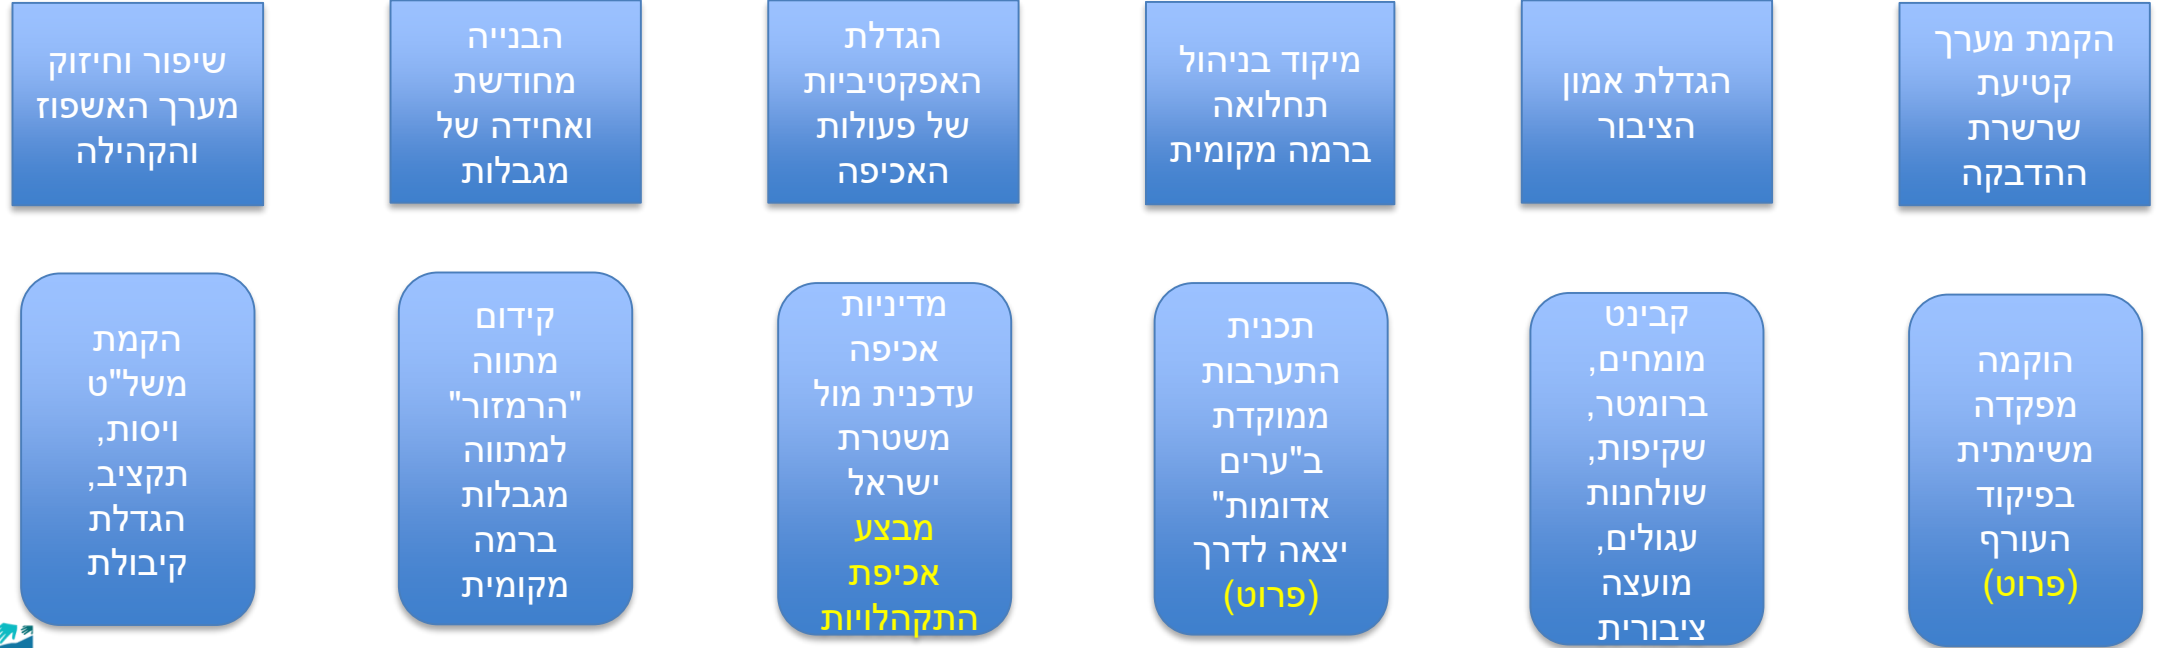 הקמת מערך
קטיעת
שרשרת
ההדבקה
הגדלת אמון
הציבור
מיקוד בניהול
תחלואה
ברמה מקומית
הגדלת
האפקטיביות
של פעולות
האכיפה
הבנייה
מחודשת
ואחידה של
מגבלות
שיפור וחיזוק
מערך האשפוז
והקהילה
הוקמה
מפקדה
משימתית
בפיקוד
העורף
(פרוט)
קבינט
מומחים,
ברומטר,
שקיפות,
שולחנות
עגולים,
מועצה
ציבורית
תכנית
התערבות
ממוקדת
ב"ערים
אדומות"
יצאה לדרך
(פרוט)
מדיניות
אכיפה
עדכנית מול
משטרת
ישראל
מבצע
אכיפת
התקהלויות
קידום
מתווה
"הרמזור"
למתווה
מגבלות
ברמה
מקומית
הקמת
משל"ט
ויסות,
תקציב,
הגדלת
קיבולת